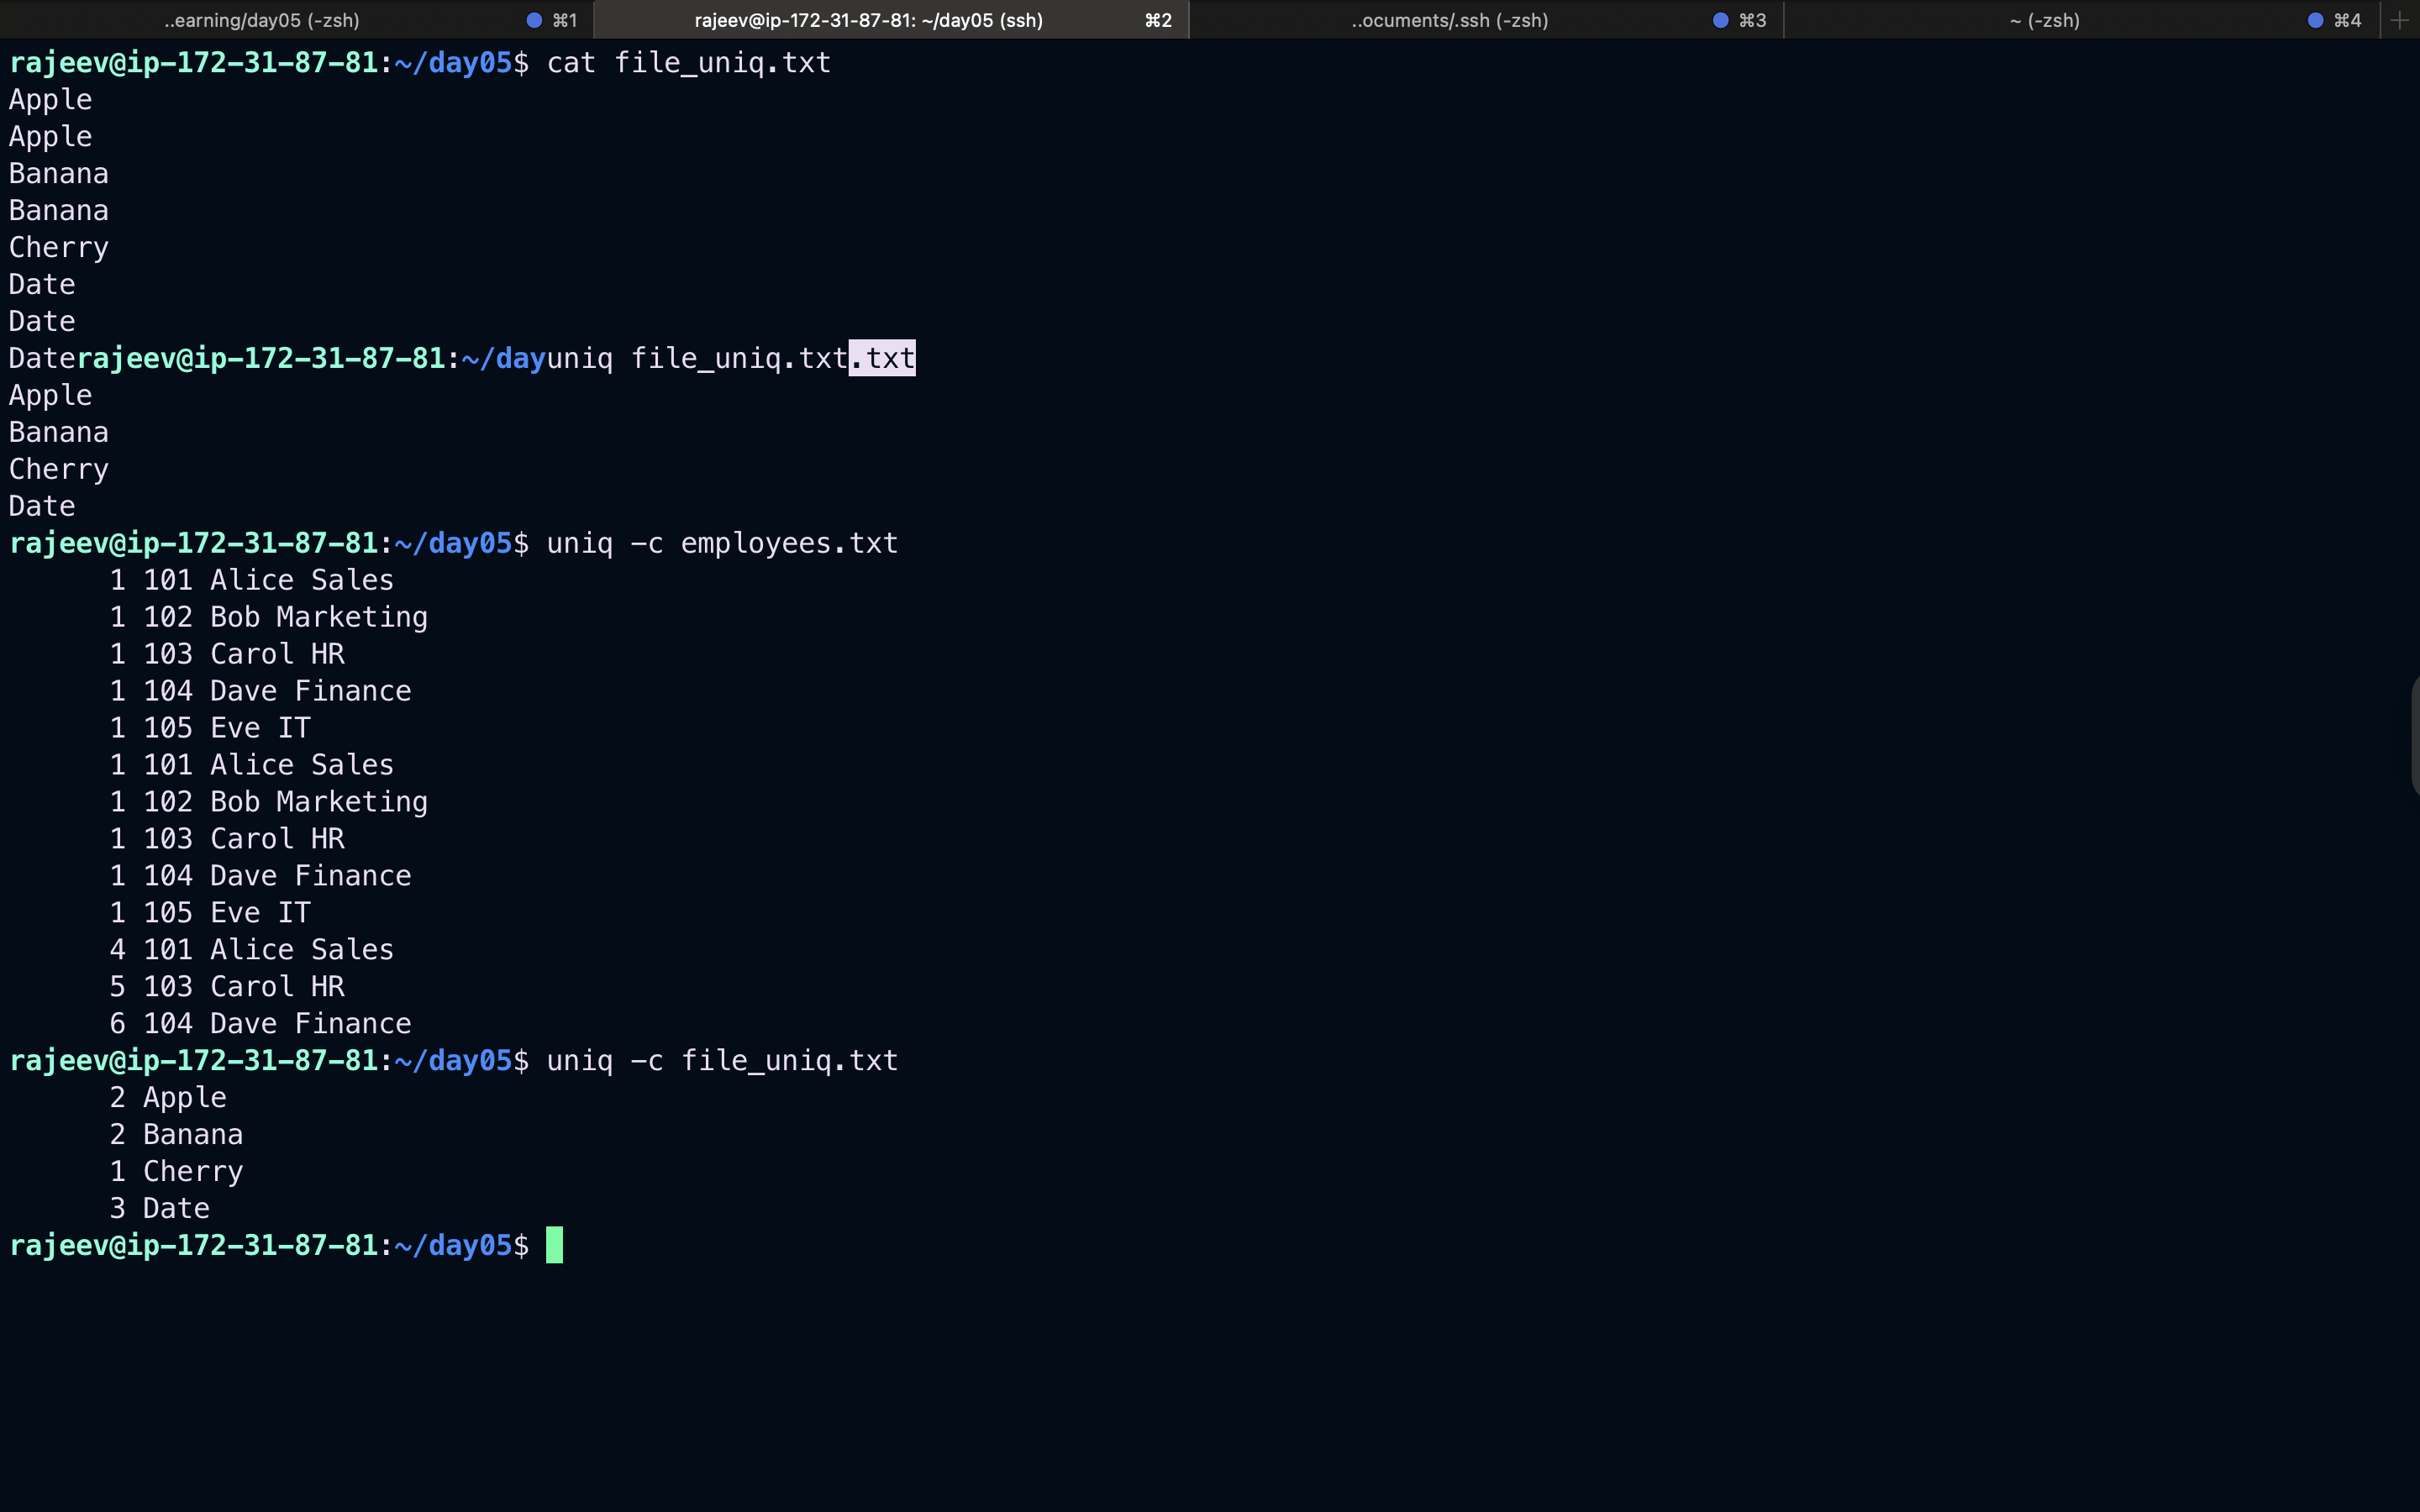 ..earning/day05 (-zsh) ⌘1 rajeev@ip-172-31-87-81: ~/day05 (ssh) ⌘2 ..ocuments/.ssh (-zsh) ⌘3 ~ (-zsh) ⌘4 +
rajeev@ip-172-31-87-81:~/day05$ cat file_uniq.txt
Apple
Apple
Banana
Banana
Cherry
Date
Date
Daterajeev@ip-172-31-87-81:~/dayuniq file_uniq.txt.txt
Apple
Banana
Cherry
Date
rajeev@ip-172-31-87-81:~/day05$ uniq -c employees.txt
      1 101 Alice Sales
      1 102 Bob Marketing
      1 103 Carol HR
      1 104 Dave Finance
      1 105 Eve IT
      1 101 Alice Sales
      1 102 Bob Marketing
      1 103 Carol HR
      1 104 Dave Finance
      1 105 Eve IT
      4 101 Alice Sales
      5 103 Carol HR
      6 104 Dave Finance
rajeev@ip-172-31-87-81:~/day05$ uniq -c file_uniq.txt
      2 Apple
      2 Banana
      1 Cherry
      3 Date
rajeev@ip-172-31-87-81:~/day05$